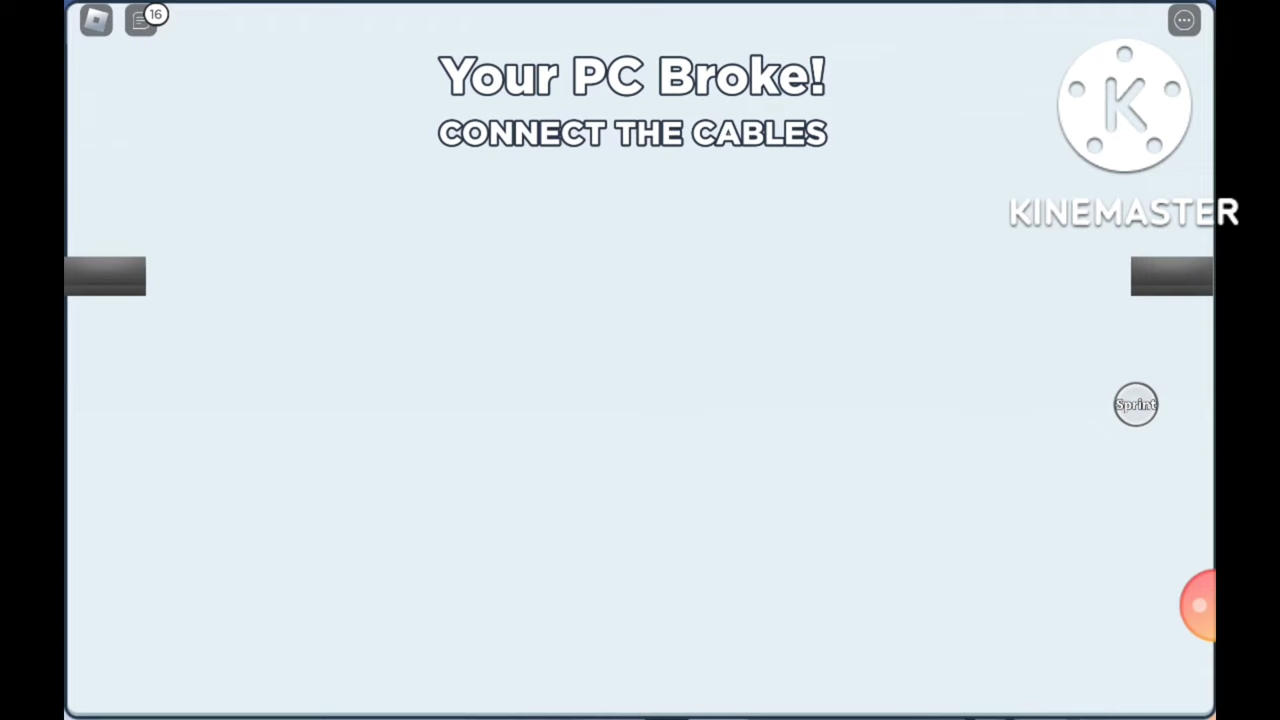 16
Your PC Broke!
CONNECT THE CABLES
K
KINEMASTER
Sprint